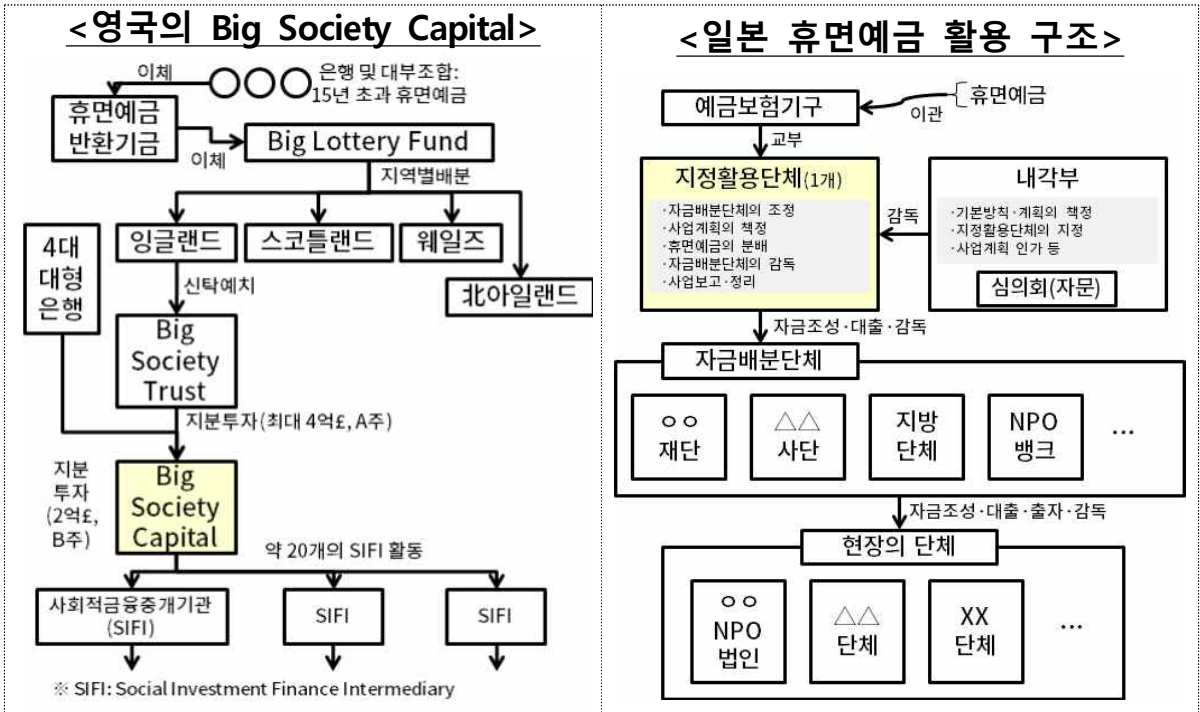 <영국의 Big Society Capital>
이체
○○○
은행 및 대부조합:
15년 초과 휴면예금
휴면예금
반환기금
이체
Big Lottery Fund
지역별배분
4대
대형
은행
잉글랜드
스코틀랜드
웨일즈
北아일랜드
신탁예치
Big
Society
Trust
지분투자(최대 4억£, A주)
지분
투자
(2억£,
B주)
Big
Society
Capital
약 20개의 SIFI 활동
사회적금융중개기관
(SIFI)
SIFI
SIFI
※ SIFI: Social Investment Finance Intermediary
<일본 휴면예금 활용 구조>
예금보험기구
휴면예금
이관
교부
지정활용단체(1개)
·자금배분단체의 조정
·사업계획의 책정
·휴면예금의 분배
·자금배분단체의 감독
·사업보고·정리
감독
내각부
·기본방칙·계획의 책정
·지정활용단체의 지정
·사업계획 인가 등
심의회(자문)
자금조성·대출·감독
자금배분단체
ㅇㅇ
재단
△△
사단
지방
단체
NPO
뱅크
...
자금조성·대출·출자·감독
현장의 단체
ㅇㅇ
NPO
법인
△△
단체
XX
단체
...